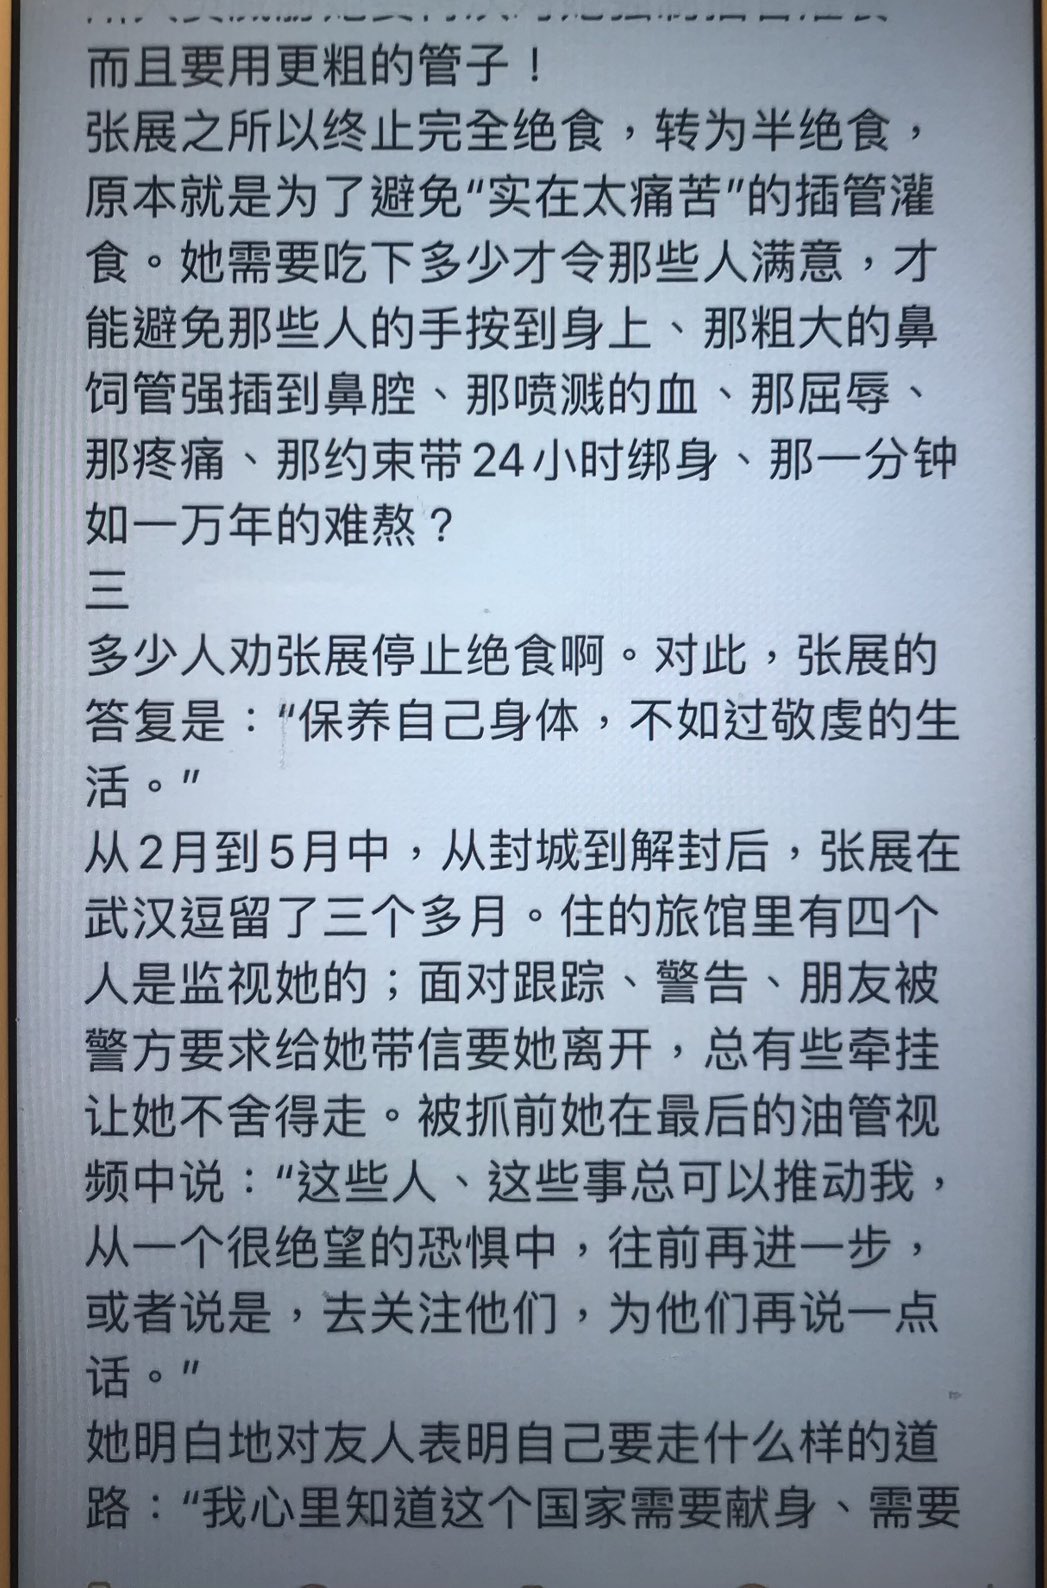 而且要用更粗的管子！
张展之所以终止完全绝食，转为半绝食，
原本就是为了避免“实在太痛苦”的插管灌
食。她需要吃下多少才令那些人满意，才
能避免那些人的手按到身上、那粗大的鼻
饲管强插到鼻腔、那喷溅的血、那屈辱、
那疼痛、那约束带24小时绑身、那一分钟
如一万年的难熬？
三
多少人劝张展停止绝食啊。对此，张展的
答复是：“保养自己身体，不如过敬虔的生
活。”
从2月到5月中，从封城到解封后，张展在
武汉逗留了三个多月。住的旅馆里有四个
人是监视她的；面对跟踪、警告、朋友被
警方要求给她带信要她离开，总有些牵挂
让她不舍得走。被抓前她在最后的油管视
频中说：“这些人、这些事总可以推动我，
从一个很绝望的恐惧中，往前再进一步，
或者说是，去关注他们，为他们再说一点
话。”
她明白地对友人表明自己要走什么样的道
路：“我心里知道这个国家需要献身、需要